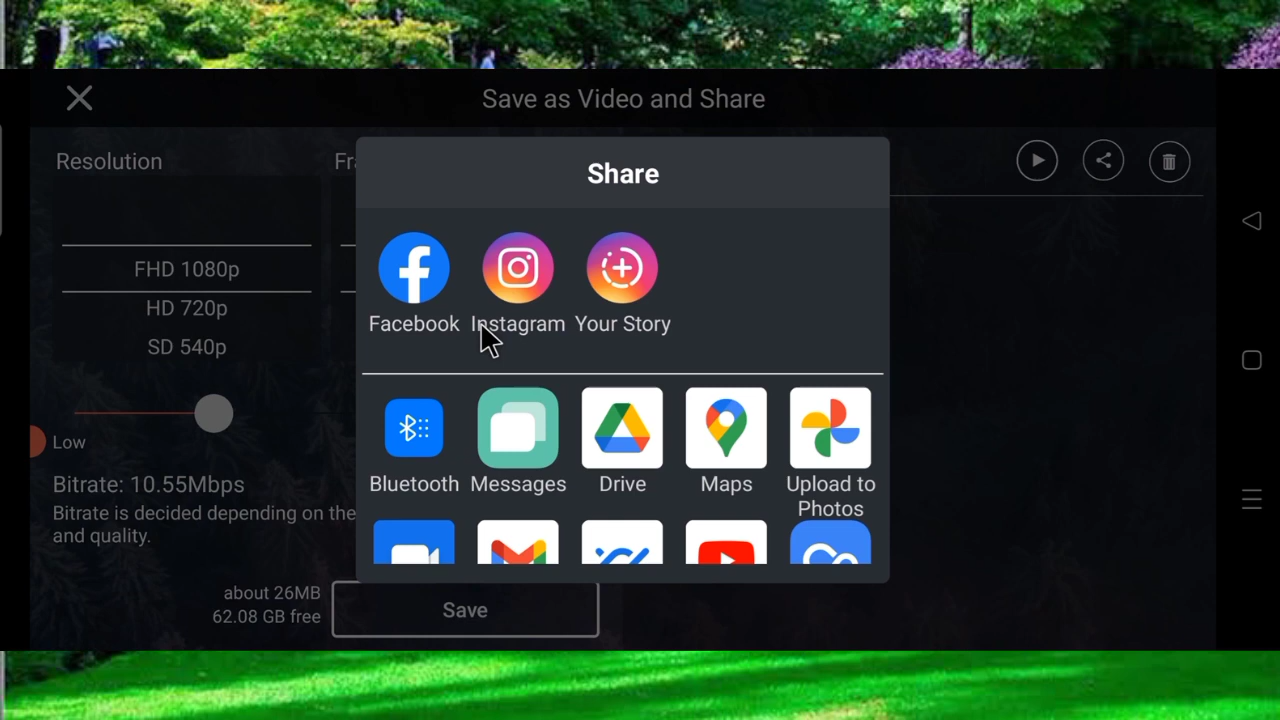 Save as Video and Share
Resolution
Fr
Share
FHD 1080p
HD 720p
SD 540p
Facebook
Instagram
Your Story
Low
Bitrate: 10.55Mbps
Bitrate is decided depending on the
and quality.
Bluetooth
Messages
Drive
Maps
Upload to
Photos
about 26MB
62.08 GB free
Save